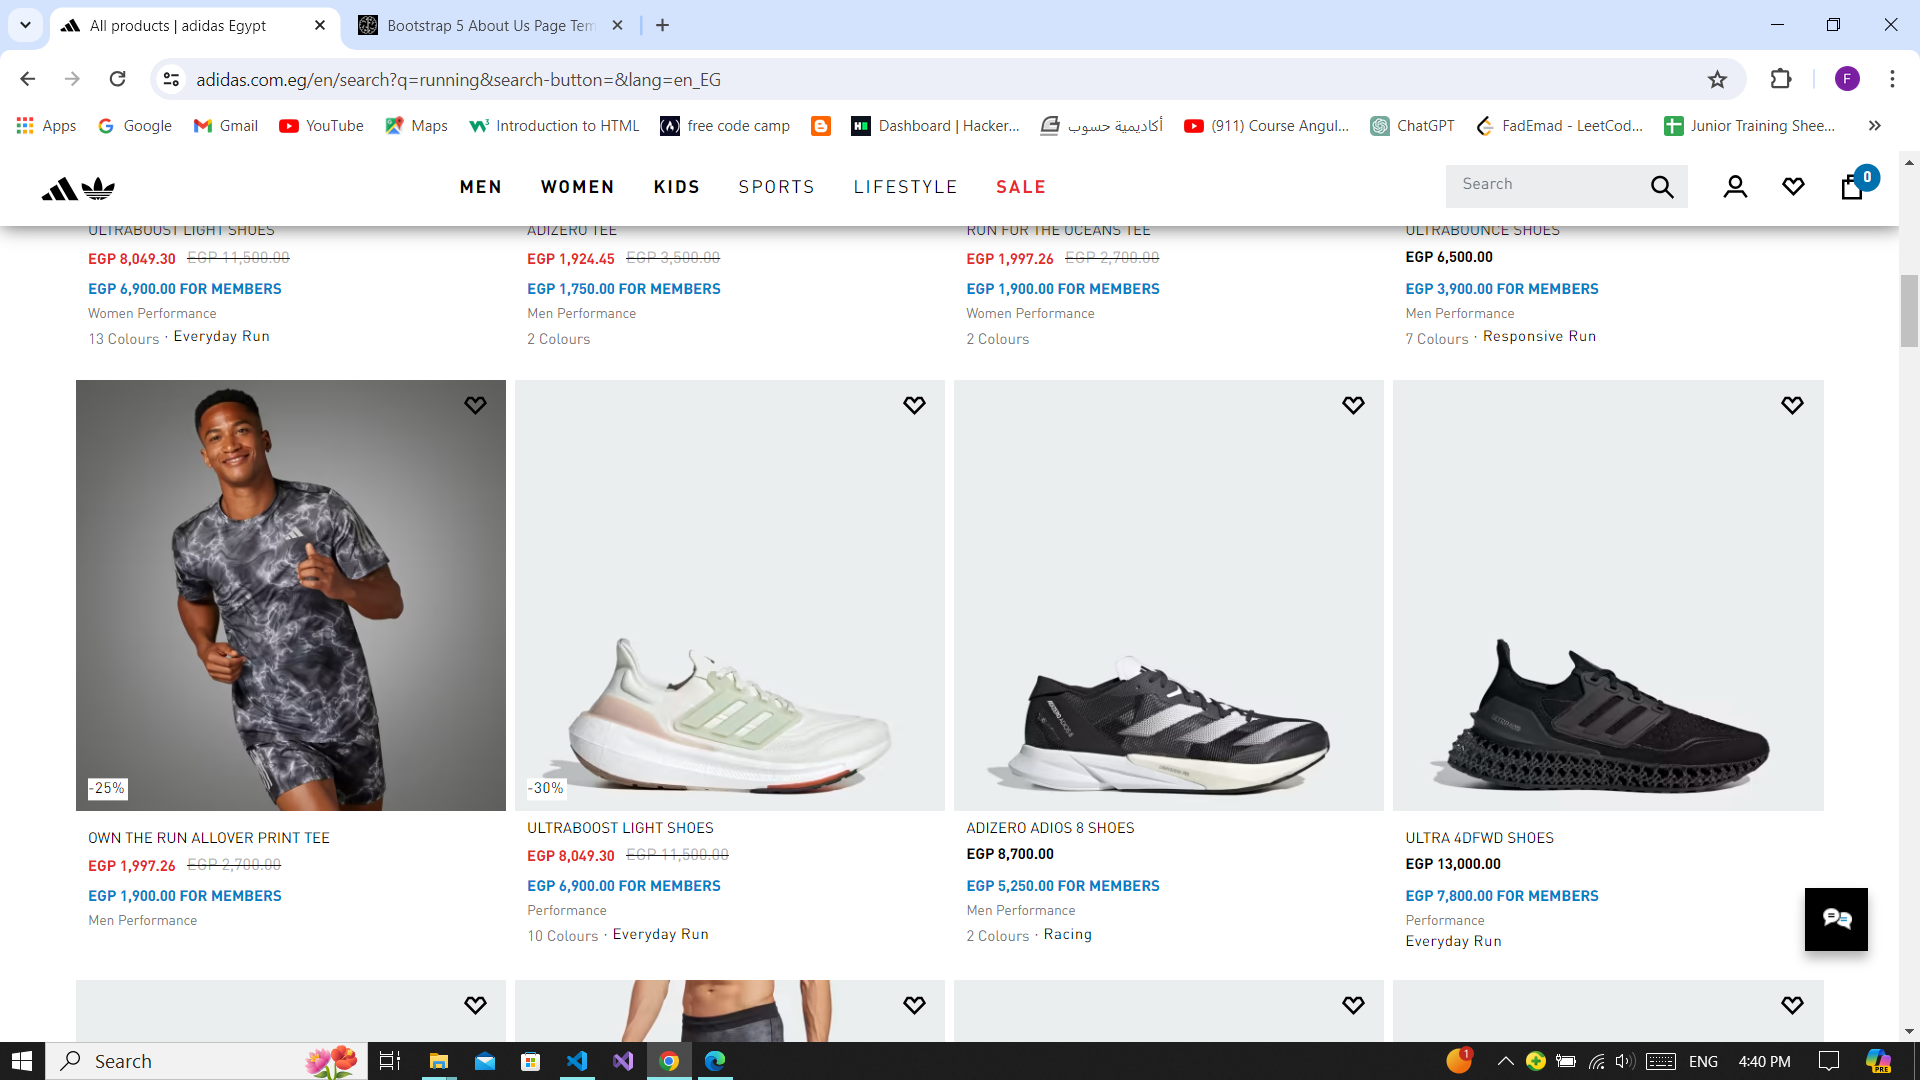 All products | adidas Egypt
Bootstrap 5 About Us Page Tem
adidas.com.eg/en/search?q=running&search-button=&lang=en_EG
F
Apps
Google
Gmail
YouTube
Maps
Introduction to HTML
free code camp
Dashboard | Hacker...
أكاديمية حسوب
(911) Course Angul...
ChatGPT
FadEmad - LeetCod...
Junior Training Shee...
MEN WOMEN KIDS SPORTS LIFESTYLE SALE
Search
0
ULTRABOOST LIGHT SHOES
EGP 8,049.30 EGP 11,500.00
EGP 6,900.00 FOR MEMBERS
Women Performance
13 Colours · Everyday Run
ADIZERO TEE
EGP 1,924.45 EGP 3,500.00
EGP 1,750.00 FOR MEMBERS
Men Performance
2 Colours
RUN FOR THE OCEANS TEE
EGP 1,997.26 EGP 2,700.00
EGP 1,900.00 FOR MEMBERS
Women Performance
2 Colours
ULTRABOUNCE SHOES
EGP 6,500.00
EGP 3,900.00 FOR MEMBERS
Men Performance
7 Colours · Responsive Run
-25%
OWN THE RUN ALLOVER PRINT TEE
EGP 1,997.26 EGP 2,700.00
EGP 1,900.00 FOR MEMBERS
Men Performance
-30%
ULTRABOOST LIGHT SHOES
EGP 8,049.30 EGP 11,500.00
EGP 6,900.00 FOR MEMBERS
Performance
10 Colours · Everyday Run
ADIZERO ADIOS 8 SHOES
EGP 8,700.00
EGP 5,250.00 FOR MEMBERS
Men Performance
2 Colours · Racing
ULTRA 4DFWD SHOES
EGP 13,000.00
EGP 7,800.00 FOR MEMBERS
Performance
Everyday Run
Search
1
ENG
4:40 PM
PRE